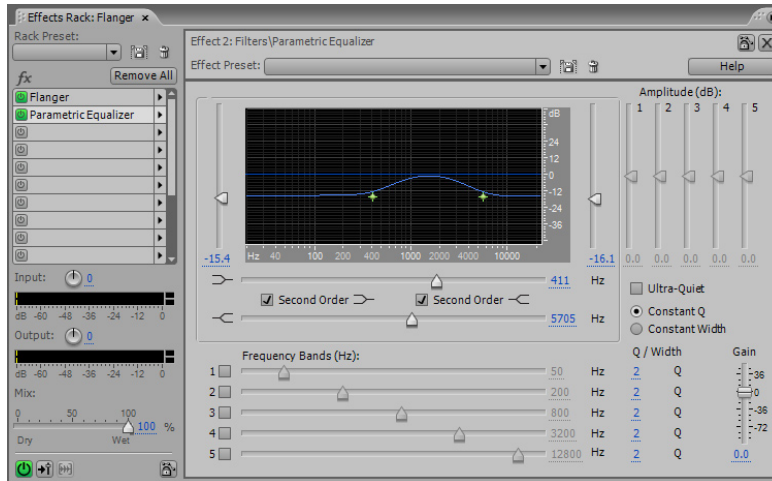 Effects Rack: Flanger ×
Rack Preset:
fx Remove All
Flanger
Parametric Equalizer
Input: 0
dB -60 -48 -36 -24 -12 0
Output: 0
dB -60 -48 -36 -24 -12 0
Mix:
0 50 100
100 %
Dry Wet
Effect 2: Filters\Parametric Equalizer
Effect Preset:
Help
dB
24
12
0
-12
-24
-36
-15.4
Hz 40 100 200 400 1000 2000 4000 10000
-16.1
411 Hz
Second Order Second Order
5705 Hz
Amplitude (dB):
1 2 3 4 5
0.0 0.0 0.0 0.0 0.0
Ultra-Quiet
Constant Q
Constant Width
Frequency Bands (Hz): Q / Width Gain
1 50 Hz 2 Q
2 200 Hz 2 Q
3 800 Hz 2 Q
4 3200 Hz 2 Q
5 12800 Hz 2 Q
36
0
-36
-72
0.0